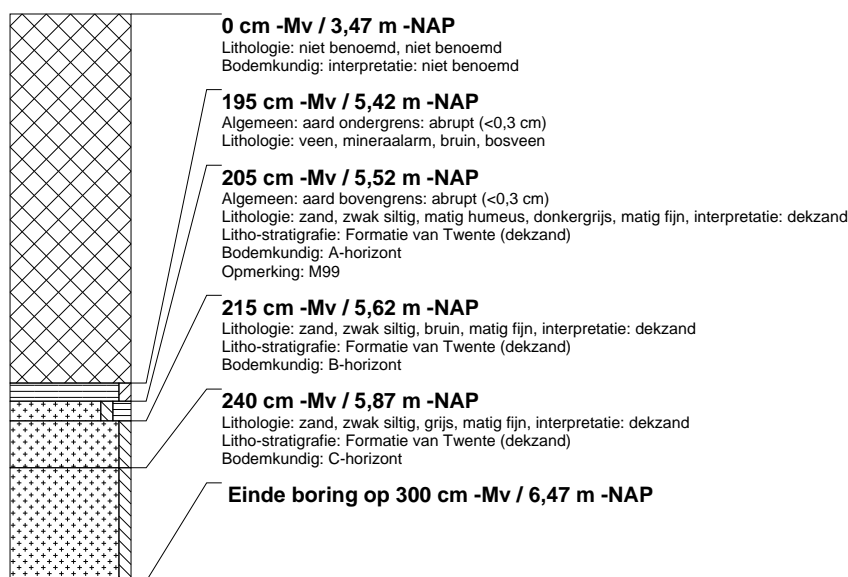 0 cm -Mv / 3,47 m -NAP
Lithologie: niet benoemd, niet benoemd
Bodemkundig: interpretatie: niet benoemd
195 cm -Mv / 5,42 m -NAP
Algemeen: aard ondergrens: abrupt (<0,3 cm)
Lithologie: veen, mineraalarm, bruin, bosveen
205 cm -Mv / 5,52 m -NAP
Algemeen: aard bovengrens: abrupt (<0,3 cm)
Lithologie: zand, zwak siltig, matig humeus, donkergrijs, matig fijn, interpretatie: dekzand
Litho-stratigrafie: Formatie van Twente (dekzand)
Bodemkundig: A-horizont
Opmerking: M99
215 cm -Mv / 5,62 m -NAP
Lithologie: zand, zwak siltig, bruin, matig fijn, interpretatie: dekzand
Litho-stratigrafie: Formatie van Twente (dekzand)
Bodemkundig: B-horizont
240 cm -Mv / 5,87 m -NAP
Lithologie: zand, zwak siltig, grijs, matig fijn, interpretatie: dekzand
Litho-stratigrafie: Formatie van Twente (dekzand)
Bodemkundig: C-horizont
Einde boring op 300 cm -Mv / 6,47 m -NAP